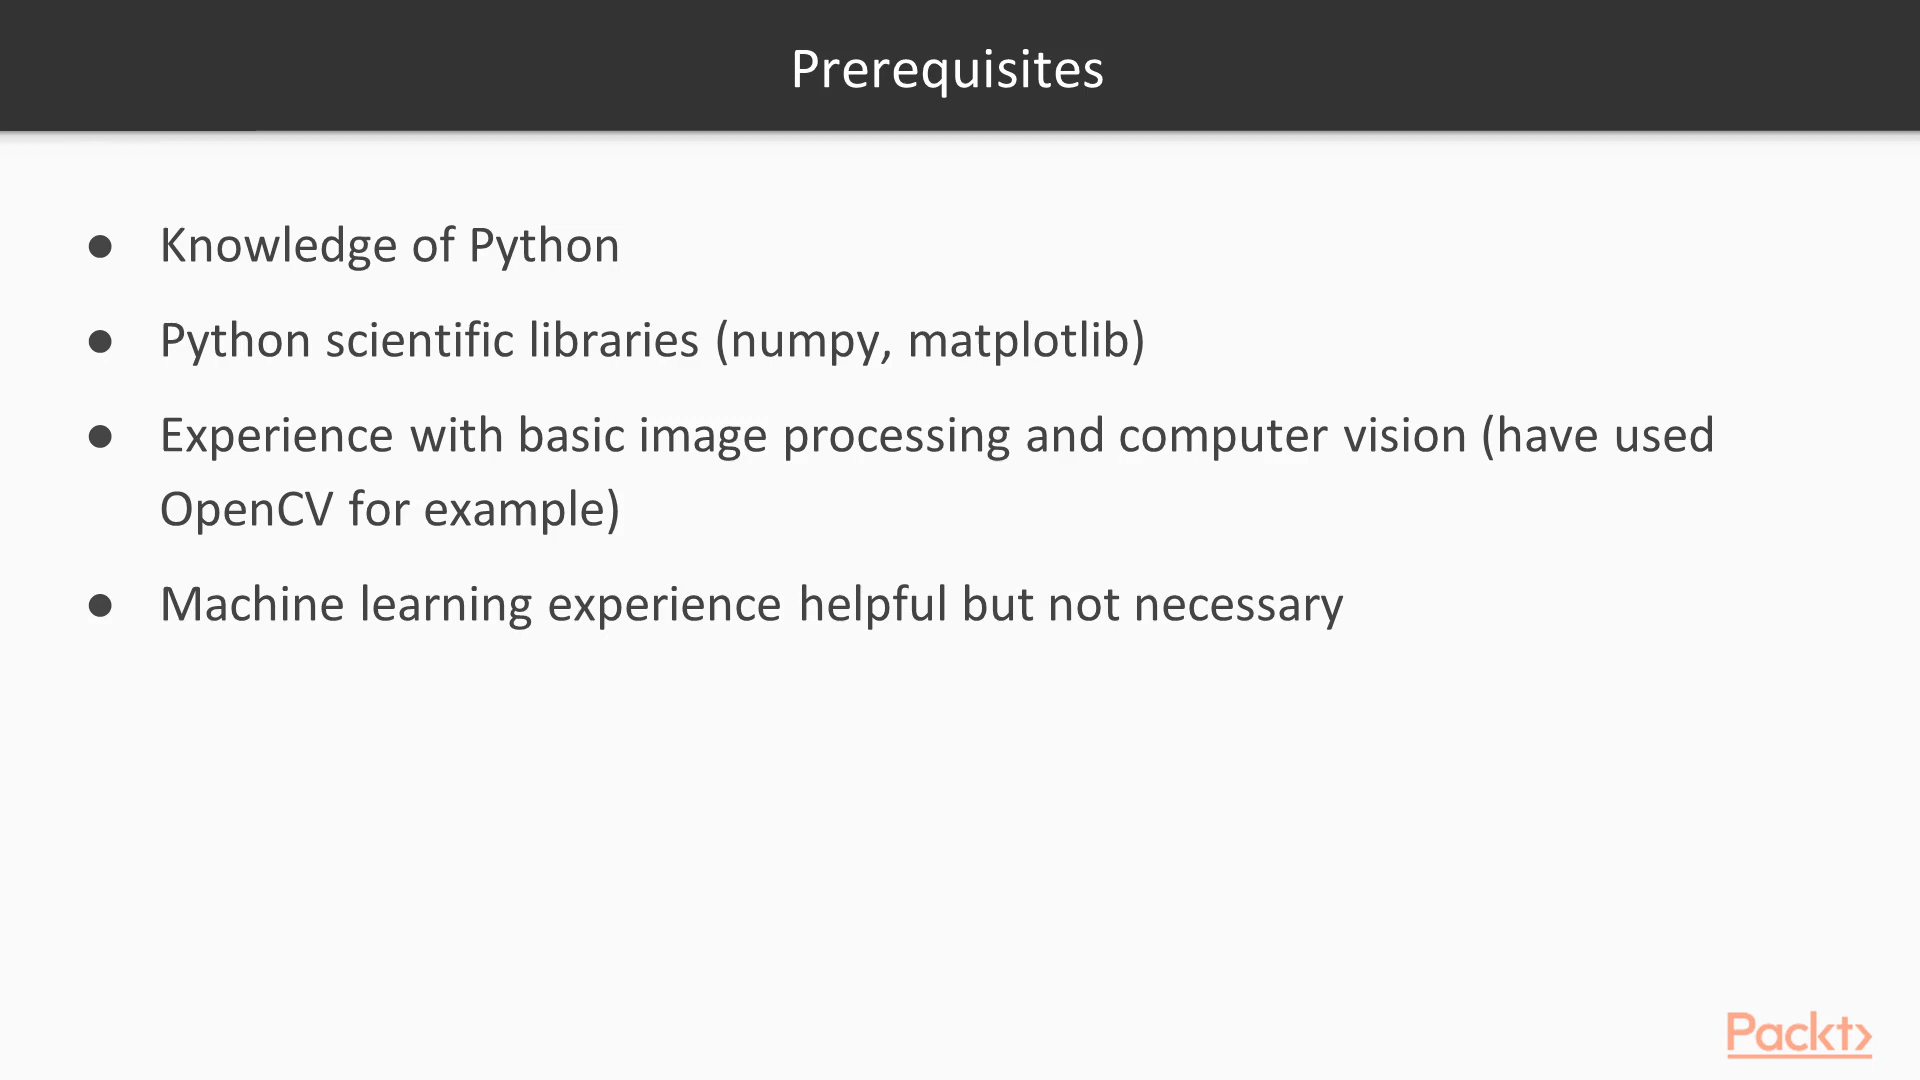 Prerequisites
● Knowledge of Python
● Python scientific libraries (numpy, matplotlib)
● Experience with basic image processing and computer vision (have used
OpenCV for example)
● Machine learning experience helpful but not necessary
Packt>